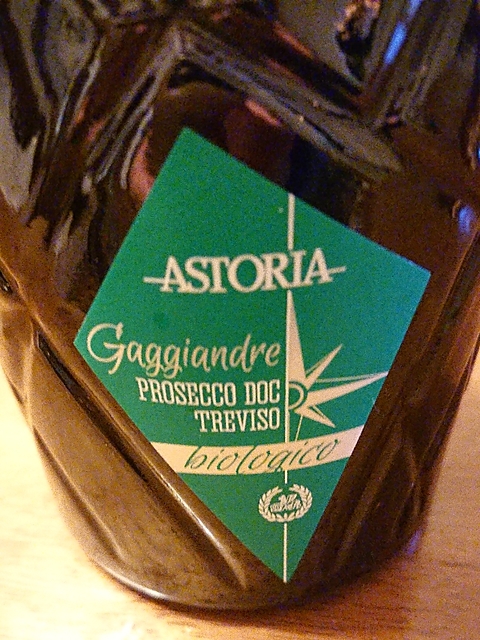 ASTORIA
Gaggiandre
PROSECCO DOC
TREVISO
biologico